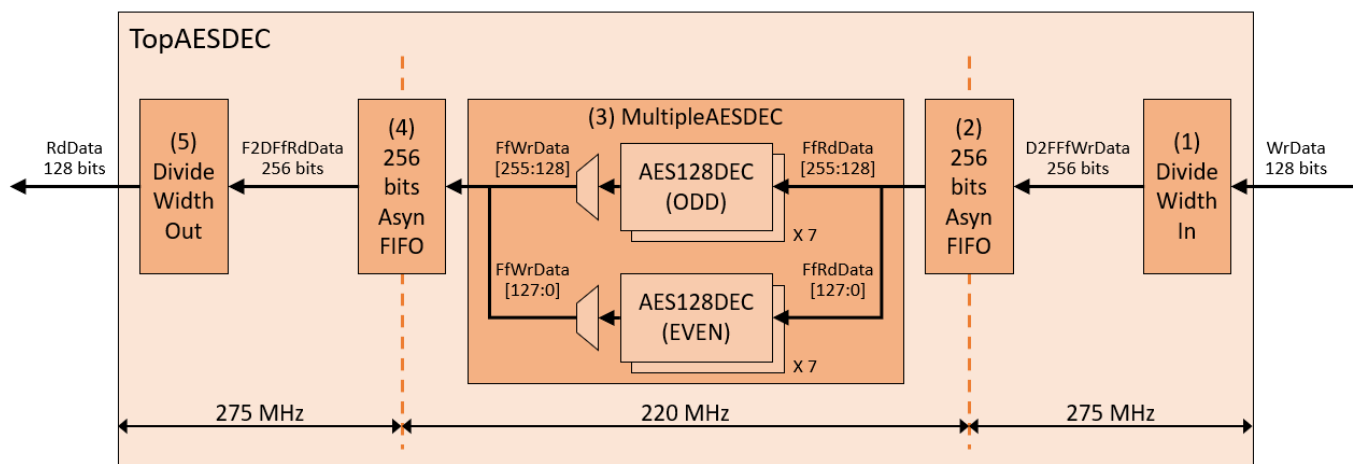 TopAESDEC
RdData
128 bits
(5)
Divide
Width
Out
F2DFfRdData
256 bits
(4)
256
bits
Asyn
FIFO
(3) MultipleAESDEC
FfWrData
[255:128]
AES128DEC
(ODD)
X 7
FfRdData
[255:128]
FfWrData
[127:0]
AES128DEC
(EVEN)
X 7
FfRdData
[127:0]
(2)
256
bits
Asyn
FIFO
D2FFfWrData
256 bits
(1)
Divide
Width
In
WrData
128 bits
275 MHz
220 MHz
275 MHz